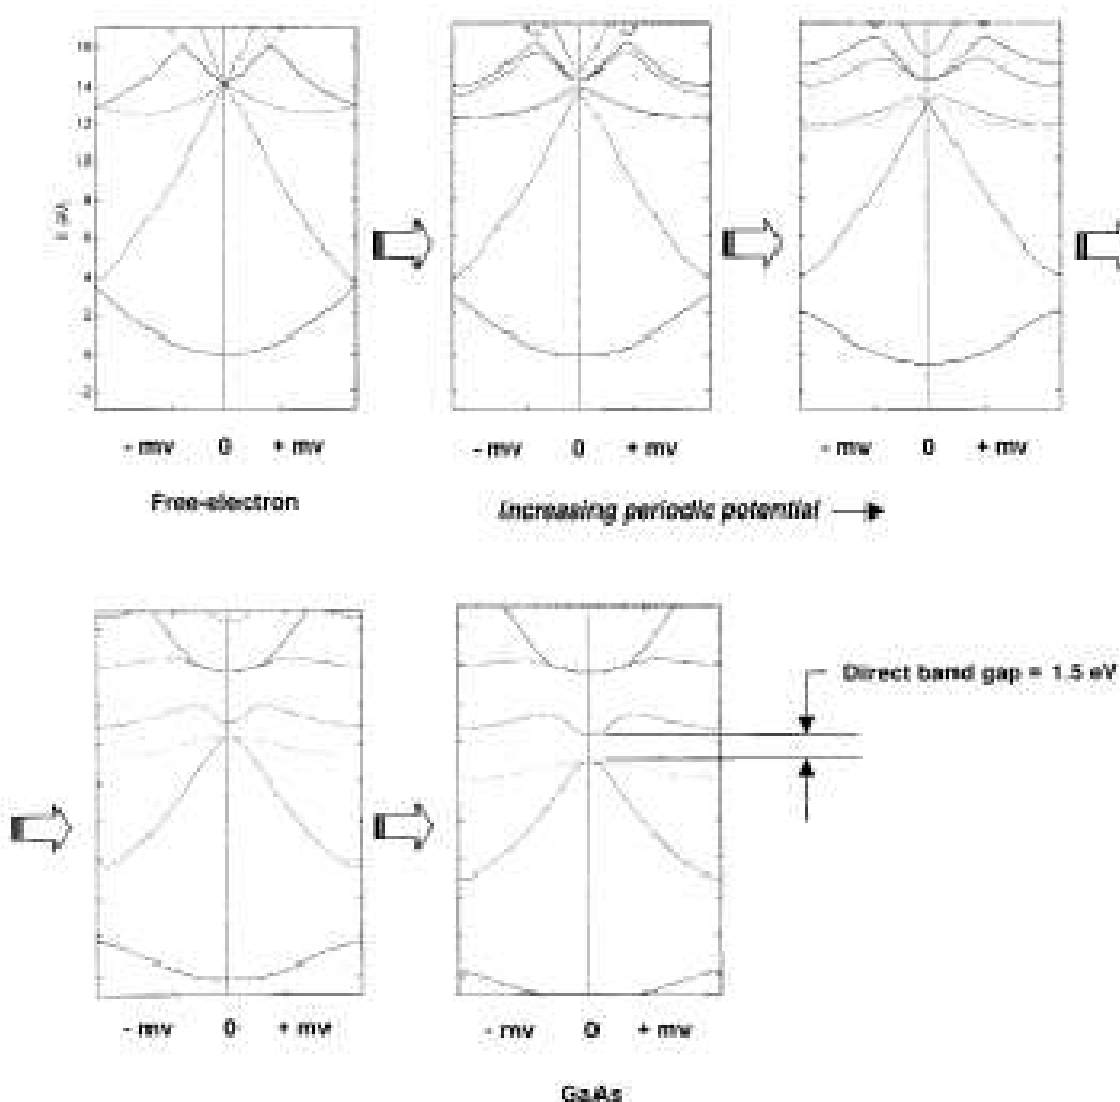 16
14
12
10
8
6
4
2
0
-2
- mv 0 + mv
- mv 0 + mv
- mv 0 + mv
Free-electron
Increasing periodic potential
Direct band gap = 1.5 eV
- mv 0 + mv
- mv 0 + mv
GaAs